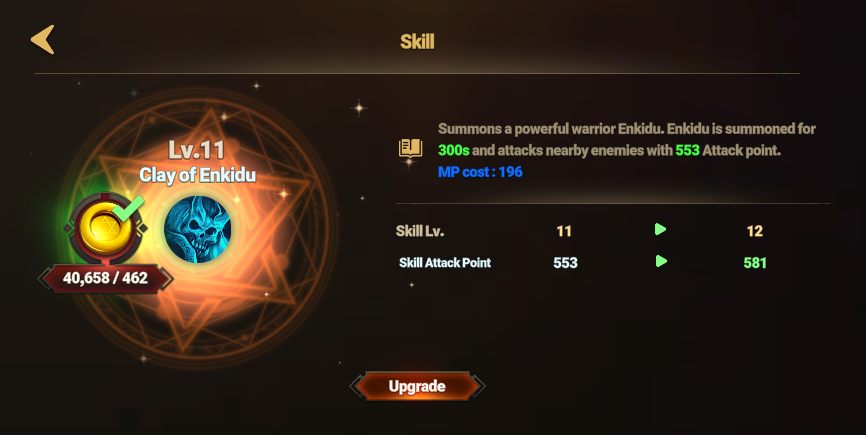 Skill
Lv.11
Clay of Enkidu
40,658 / 462
Summons a powerful warrior Enkidu. Enkidu is summoned for
300s and attacks nearby enemies with 553 Attack point.
MP cost : 196
Skill Lv. 11 12
Skill Attack Point 553 581
Upgrade